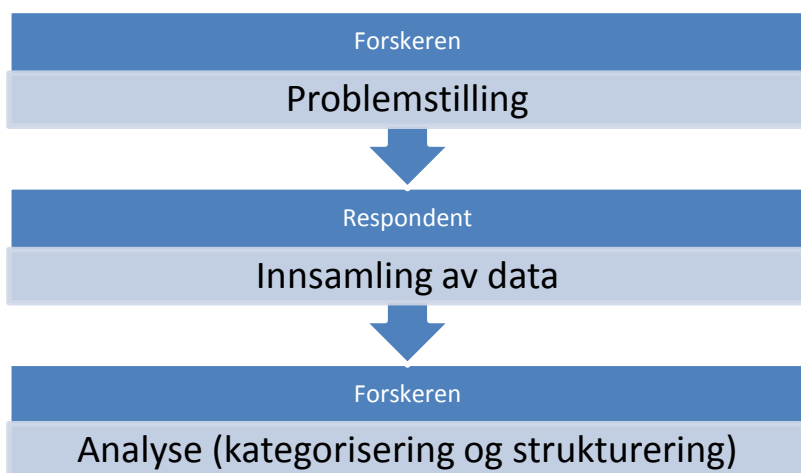 Forskeren
Problemstilling
Respondent
Innsamling av data
Forskeren
Analyse (kategorisering og strukturering)